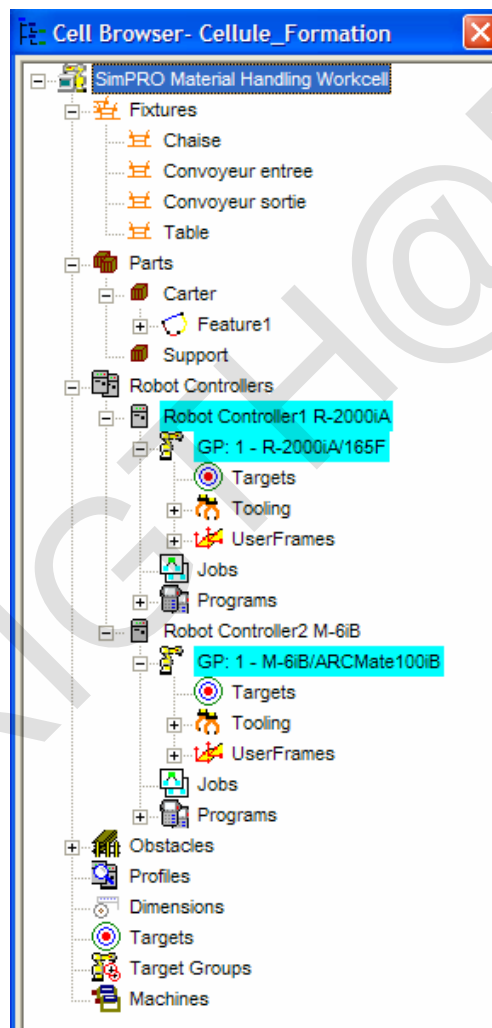 Cell Browser- Cellule_Formation
SimPRO Material Handling Workcell
Fixtures
Chaise
Convoyeur entree
Convoyeur sortie
Table
Parts
Carter
Feature1
Support
Robot Controllers
Robot Controller1 R-2000iA
GP: 1 - R-2000iA/165F
Targets
Tooling
UserFrames
Jobs
Programs
Robot Controller2 M-6iB
GP: 1 - M-6iB/ARCMate100iB
Targets
Tooling
UserFrames
Jobs
Programs
Obstacles
Profiles
Dimensions
Targets
Target Groups
Machines